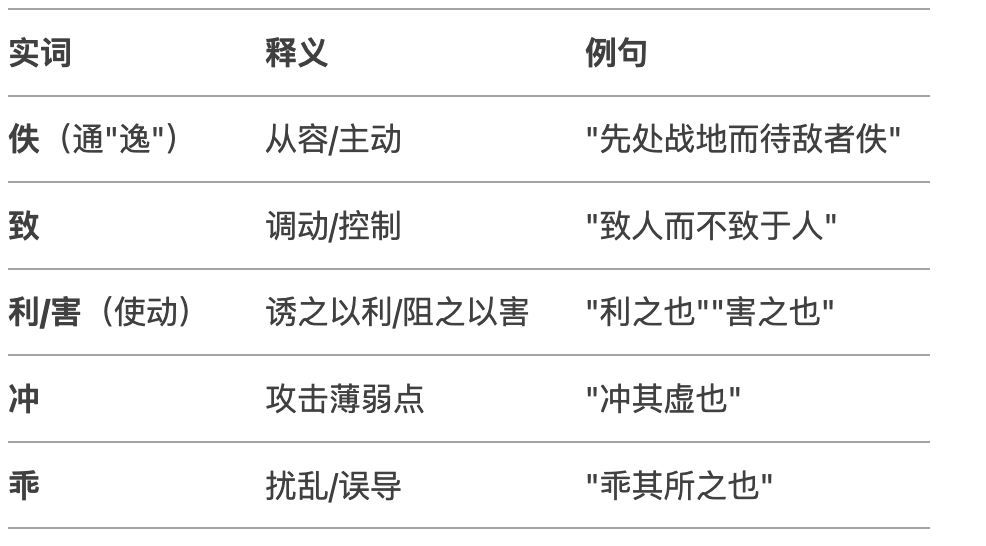 实词 释义 例句
佚（通"逸"） 从容/主动 "先处战地而待敌者佚"
致 调动/控制 "致人而不致于人"
利/害（使动） 诱之以利/阻之以害 "利之也""害之也"
冲 攻击薄弱点 "冲其虚也"
乖 扰乱/误导 "乖其所之也"